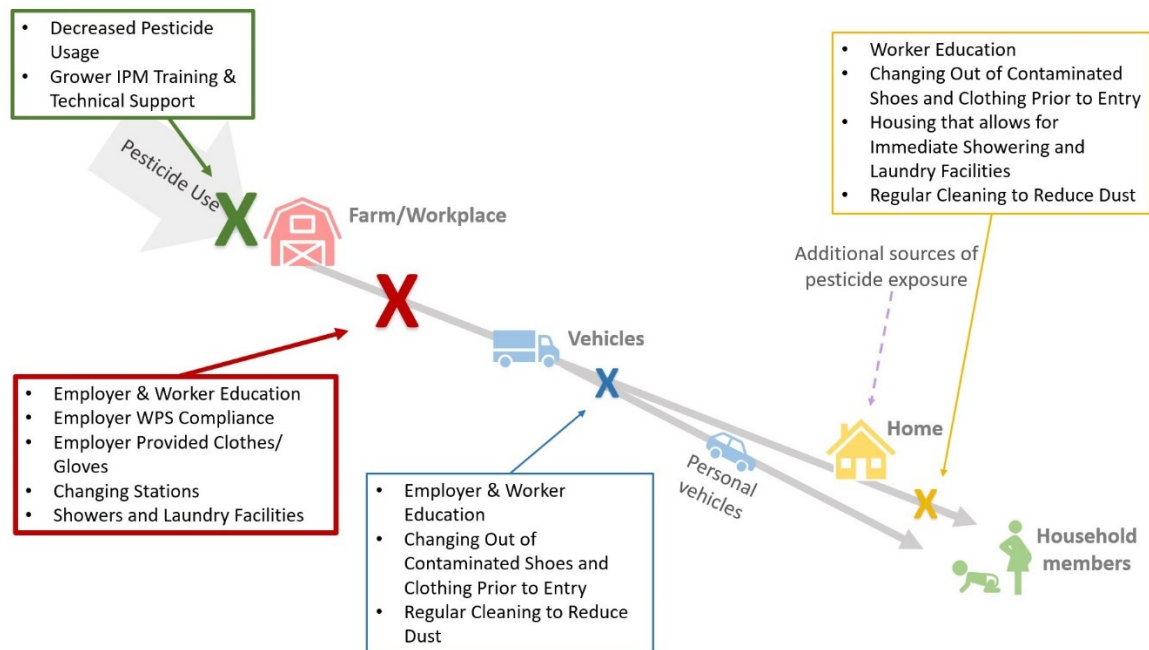 • Decreased Pesticide
Usage
• Grower IPM Training &
Technical Support
• Worker Education
• Changing Out of Contaminated
Shoes and Clothing Prior to Entry
• Housing that allows for
Immediate Showering and
Laundry Facilities
• Regular Cleaning to Reduce Dust
Pesticide Use
X
Farm/Workplace
Additional sources of
pesticide exposure
X
Vehicles
• Employer & Worker Education
• Employer WPS Compliance
• Employer Provided Clothes/
Gloves
• Changing Stations
• Showers and Laundry Facilities
X
Home
Personal
vehicles
• Employer & Worker
Education
• Changing Out of
Contaminated Shoes and
Clothing Prior to Entry
• Regular Cleaning to Reduce
Dust
X
Household
members